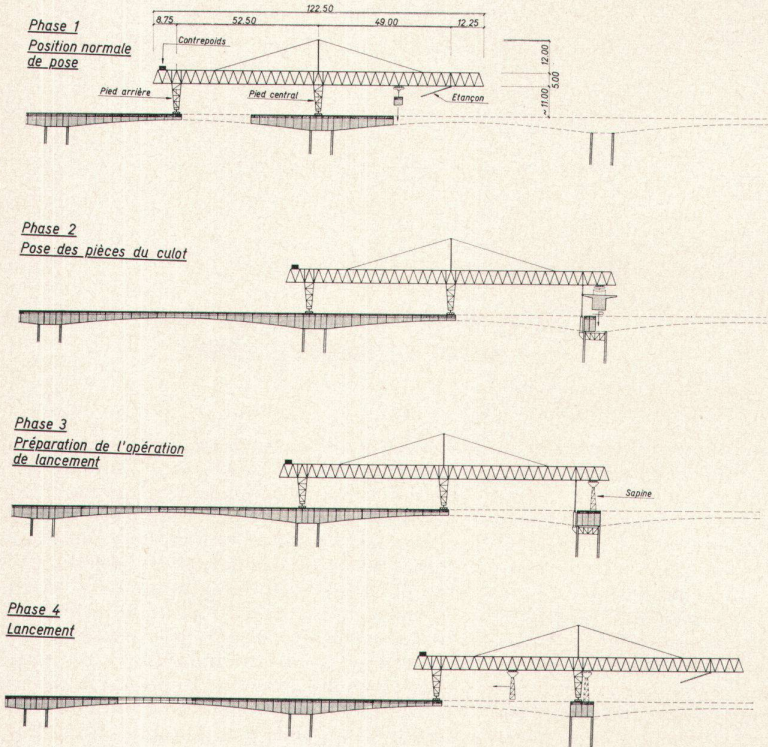 Phase 1
Position normale
de pose
122.50
8.75
52.50
49.00
12.25
Contrepoids
Pied arrière
Pied central
Etançon
12.00
5.00
~11.00
Phase 2
Pose des pièces du culot
Phase 3
Préparation de l'opération
de lancement
Sapine
Phase 4
Lancement